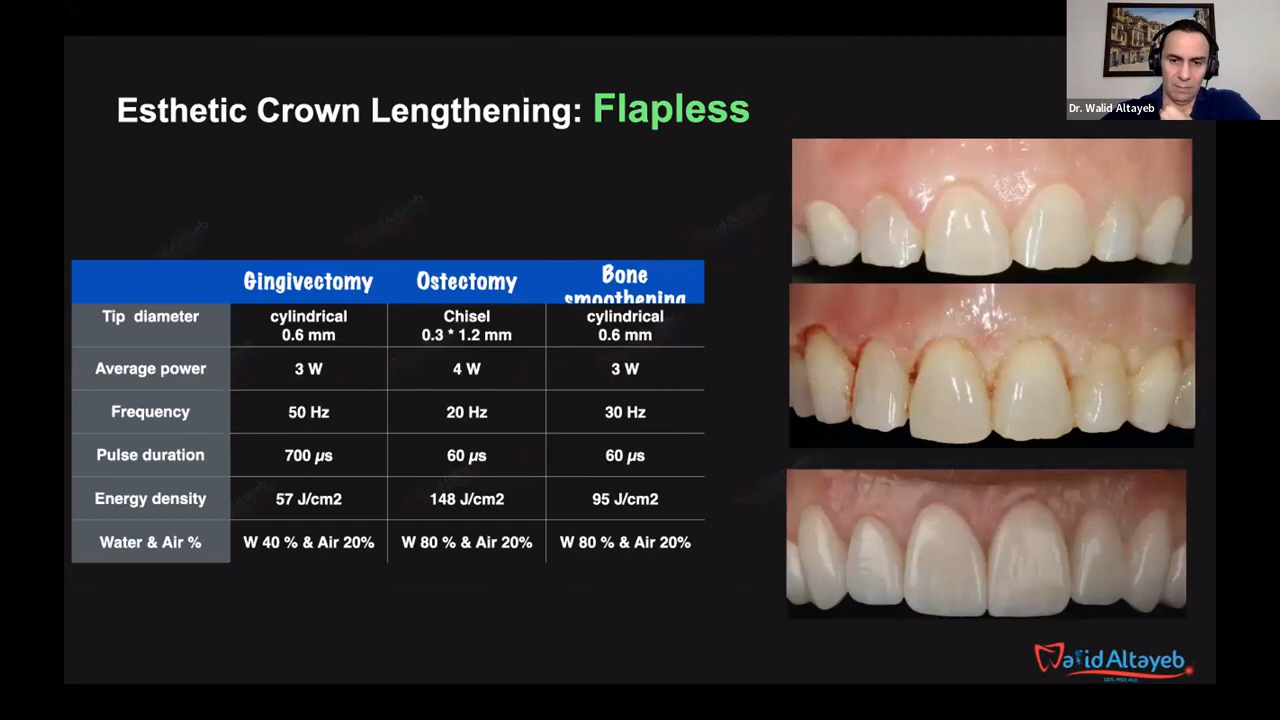 Dr. Walid Altayeb
Esthetic Crown Lengthening: Flapless
Gingivectomy Ostectomy Bone smoothening
Tip diameter cylindrical 0.6 mm Chisel 0.3 * 1.2 mm cylindrical 0.6 mm
Average power 3 W 4 W 3 W
Frequency 50 Hz 20 Hz 30 Hz
Pulse duration 700 µs 60 µs 60 µs
Energy density 57 J/cm2 148 J/cm2 95 J/cm2
Water & Air % W 40 % & Air 20% W 80 % & Air 20% W 80 % & Air 20%
Walid Altayeb